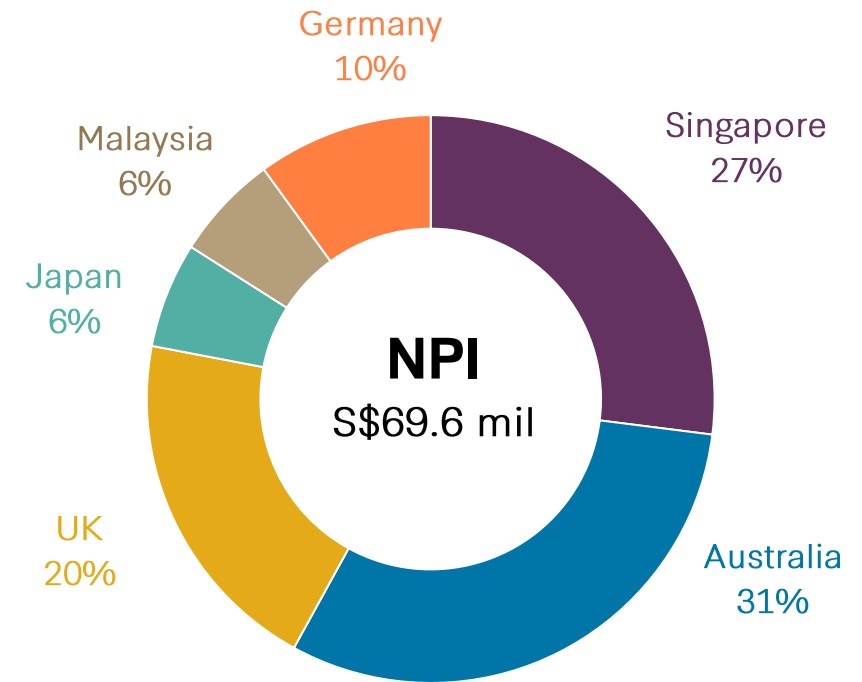 Germany
10%
Singapore
27%
Malaysia
6%
Japan
6%
NPI
S$69.6 mil
UK
20%
Australia
31%